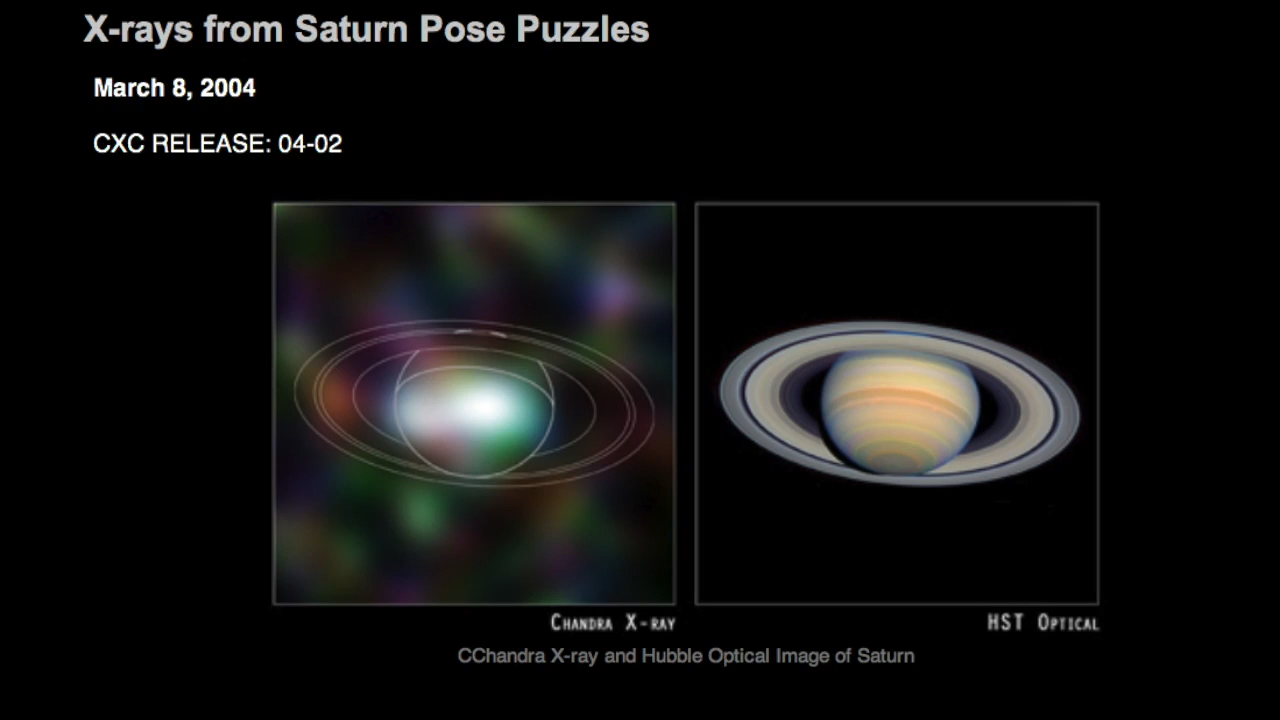 X-rays from Saturn Pose Puzzles
March 8, 2004
CXC RELEASE: 04-02
CHANDRA X-RAY
HST OPTICAL
CChandra X-ray and Hubble Optical Image of Saturn